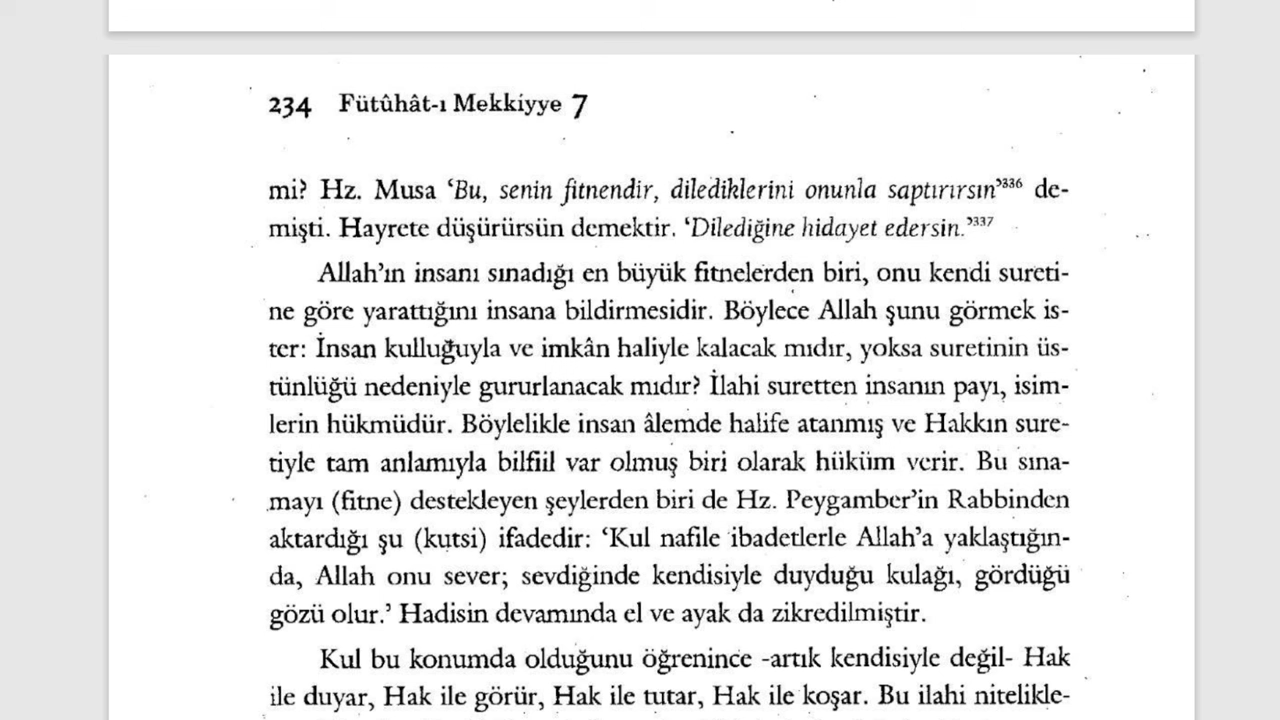 234 Fütûhât-ı Mekkiyye 7
mi? Hz. Musa ‘Bu, senin fitnendir, dilediklerini onunla saptırırsın’336 de-
mişti. Hayrete düşürürsün demektir. ‘Dilediğine hidayet edersin.’337
Allah’ın insanı sınadığı en büyük fitnelerden biri, onu kendi sureti-
ne göre yarattığını insana bildirmesidir. Böylece Allah şunu görmek is-
ter: İnsan kulluğuyla ve imkân haliyle kalacak mıdır, yoksa suretinin üs-
tünlüğü nedeniyle gururlanacak mıdır? İlahi suretten insanın payı, isim-
lerin hükmüdür. Böylelikle insan âlemde halife atanmış ve Hakkın sure-
tiyle tam anlamıyla bilfiil var olmuş biri olarak hüküm verir. Bu sına-
mayı (fitne) destekleyen şeylerden biri de Hz. Peygamber’in Rabbinden
aktardığı şu (kutsi) ifadedir: ‘Kul nafile ibadetlerle Allah’a yaklaştığın-
da, Allah onu sever; sevdiğinde kendisiyle duyduğu kulağı, gördüğü
gözü olur.’ Hadisin devamında el ve ayak da zikredilmiştir.
Kul bu konumda olduğunu öğrenince -artık kendisiyle değil- Hak
ile duyar, Hak ile görür, Hak ile tutar, Hak ile koşar. Bu ilahi nitelikle-